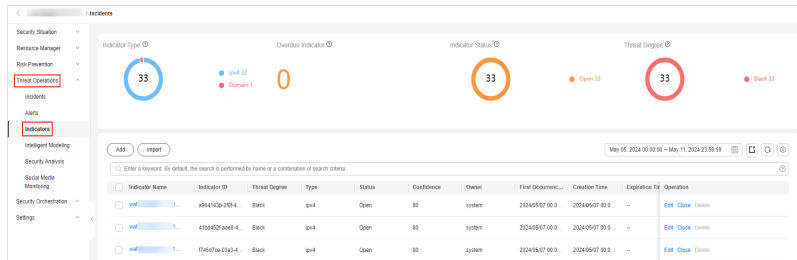 / Incidents
Security Situation
Resource Manager
Risk Prevention
Threat Operations
Incidents
Alerts
Indicators
Intelligent Modeling
Security Analysis
Social Media
Monitoring
Security Orchestration
Settings
Indicator Type
33
ipv4 32
Domain 1
Overdue Indicator
0
Indicator Status
33
Open 33
Threat Degree
33
Black 33
Add Import
May 05, 2024 00:00:00 – May 11, 2024 23:59:59
Enter a keyword. By default, the search is performed by name or a combination of search criteria.
Indicator Name Indicator ID Threat Degree Type Status Confidence Owner First Occurrenc... Creation Time Expiration Tir Operation
waf 1... Black ipv4 Open 80 system 2024/05/07 00:0... 2024/05/07 00:0... -- Edit Close Delete
waf 1... Black ipv4 Open 80 system 2024/05/07 00:0... 2024/05/07 00:0... -- Edit Close Delete
waf 1... f745d7ce-03a3-4... Black ipv4 Open 80 system 2024/05/07 00:0... 2024/05/07 00:0... -- Edit Close Delete